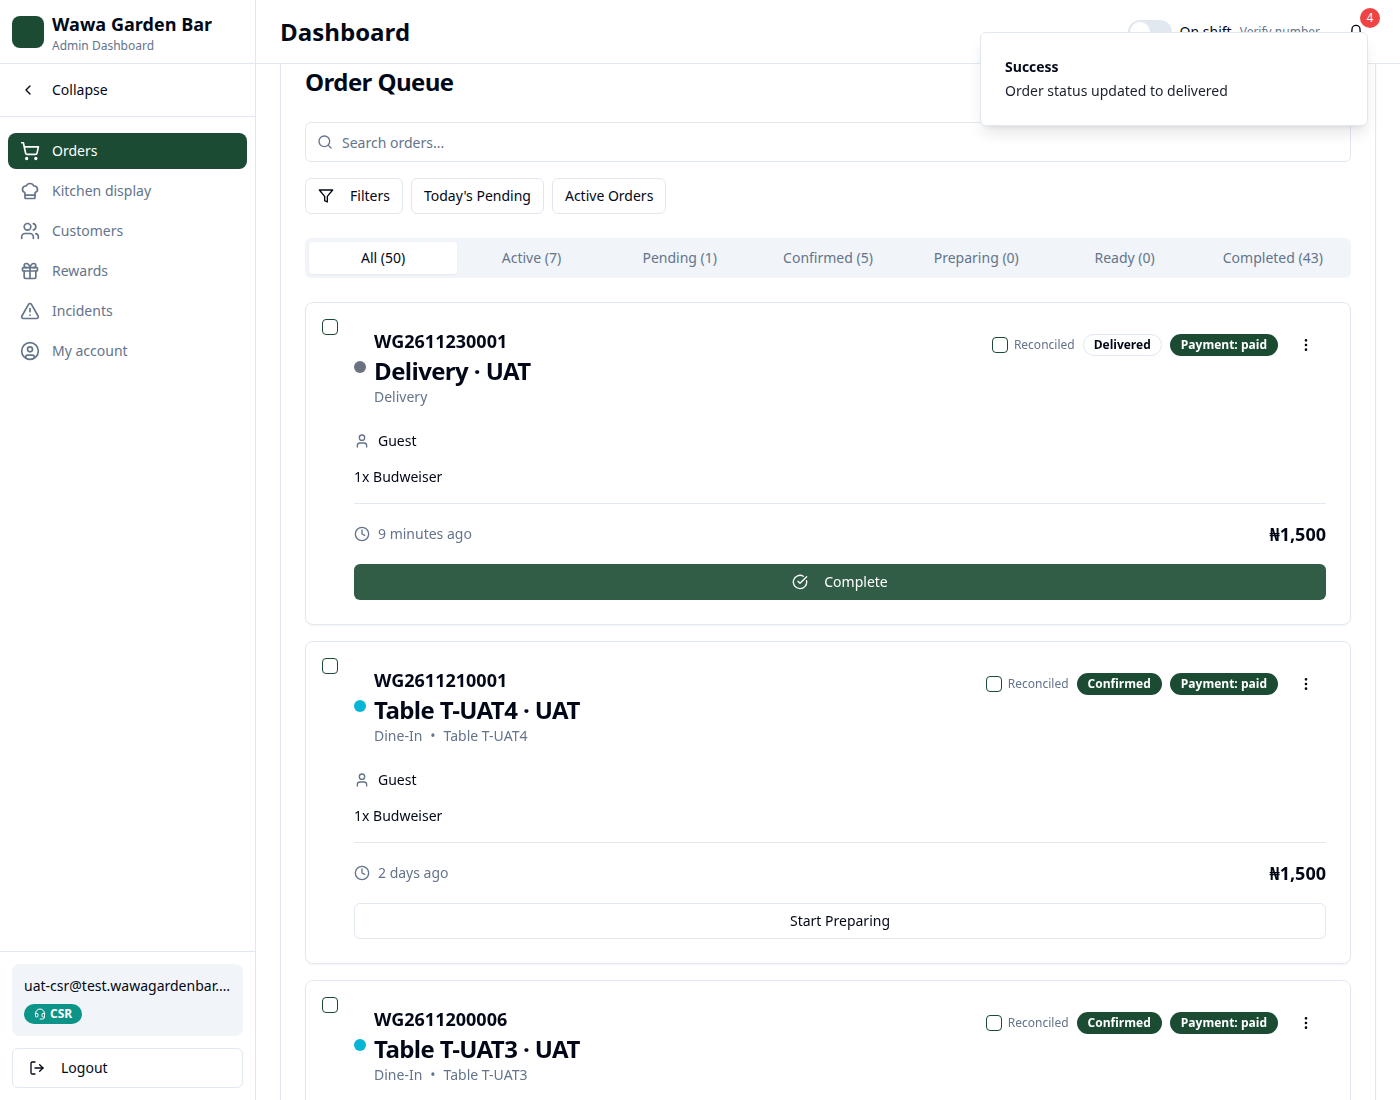 Wawa Garden Bar
Admin Dashboard
Collapse
Orders
Kitchen display
Customers
Rewards
Incidents
My account
uat-csr@test.wawagardenbar....
CSR
Logout
Dashboard
On shift Verify number
4
Success
Order status updated to delivered
Order Queue
Search orders...
Filters Today's Pending Active Orders
All (50) Active (7) Pending (1) Confirmed (5) Preparing (0) Ready (0) Completed (43)
WG2611230001
Reconciled Delivered Payment: paid
Delivery · UAT
Delivery
Guest
1x Budweiser
9 minutes ago ₦1,500
Complete
WG2611210001
Reconciled Confirmed Payment: paid
Table T-UAT4 · UAT
Dine-In • Table T-UAT4
Guest
1x Budweiser
2 days ago ₦1,500
Start Preparing
WG2611200006
Reconciled Confirmed Payment: paid
Table T-UAT3 · UAT
Dine-In • Table T-UAT3